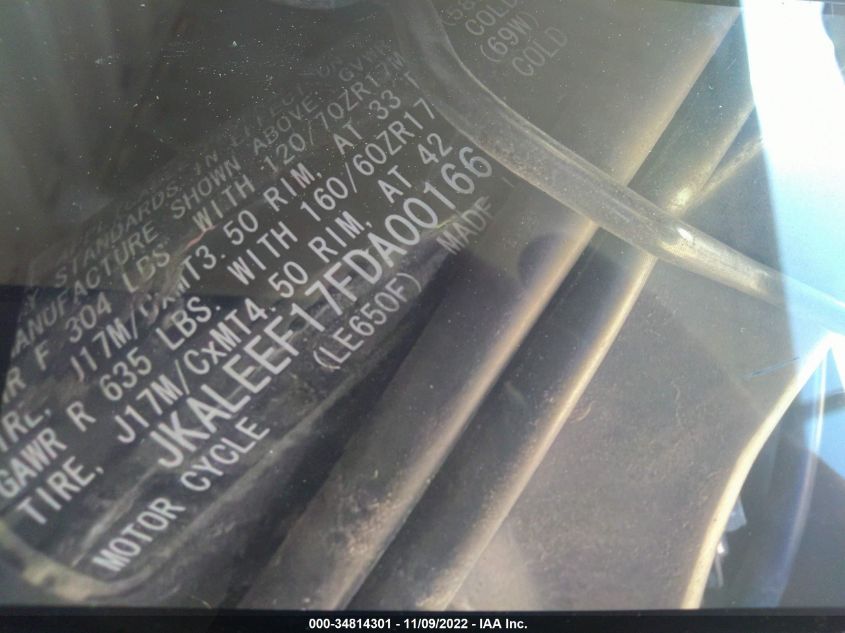 STANDARDS IN EFFECT ON
MANUFACTURE SHOWN ABOVE. GVWR
F 304 LBS WITH 120/70ZR17M
J17M/CxMT3.50 RIM, AT 33
GAWR R 635 LBS. WITH 160/60ZR17
TIRE, J17M/CxMT4.50 RIM, AT 42
JKALEEF17FDA00166
MOTOR CYCLE (LE650F) MADE
COLD
(69W)
COLD
000-34814301 - 11/09/2022 - IAA Inc.